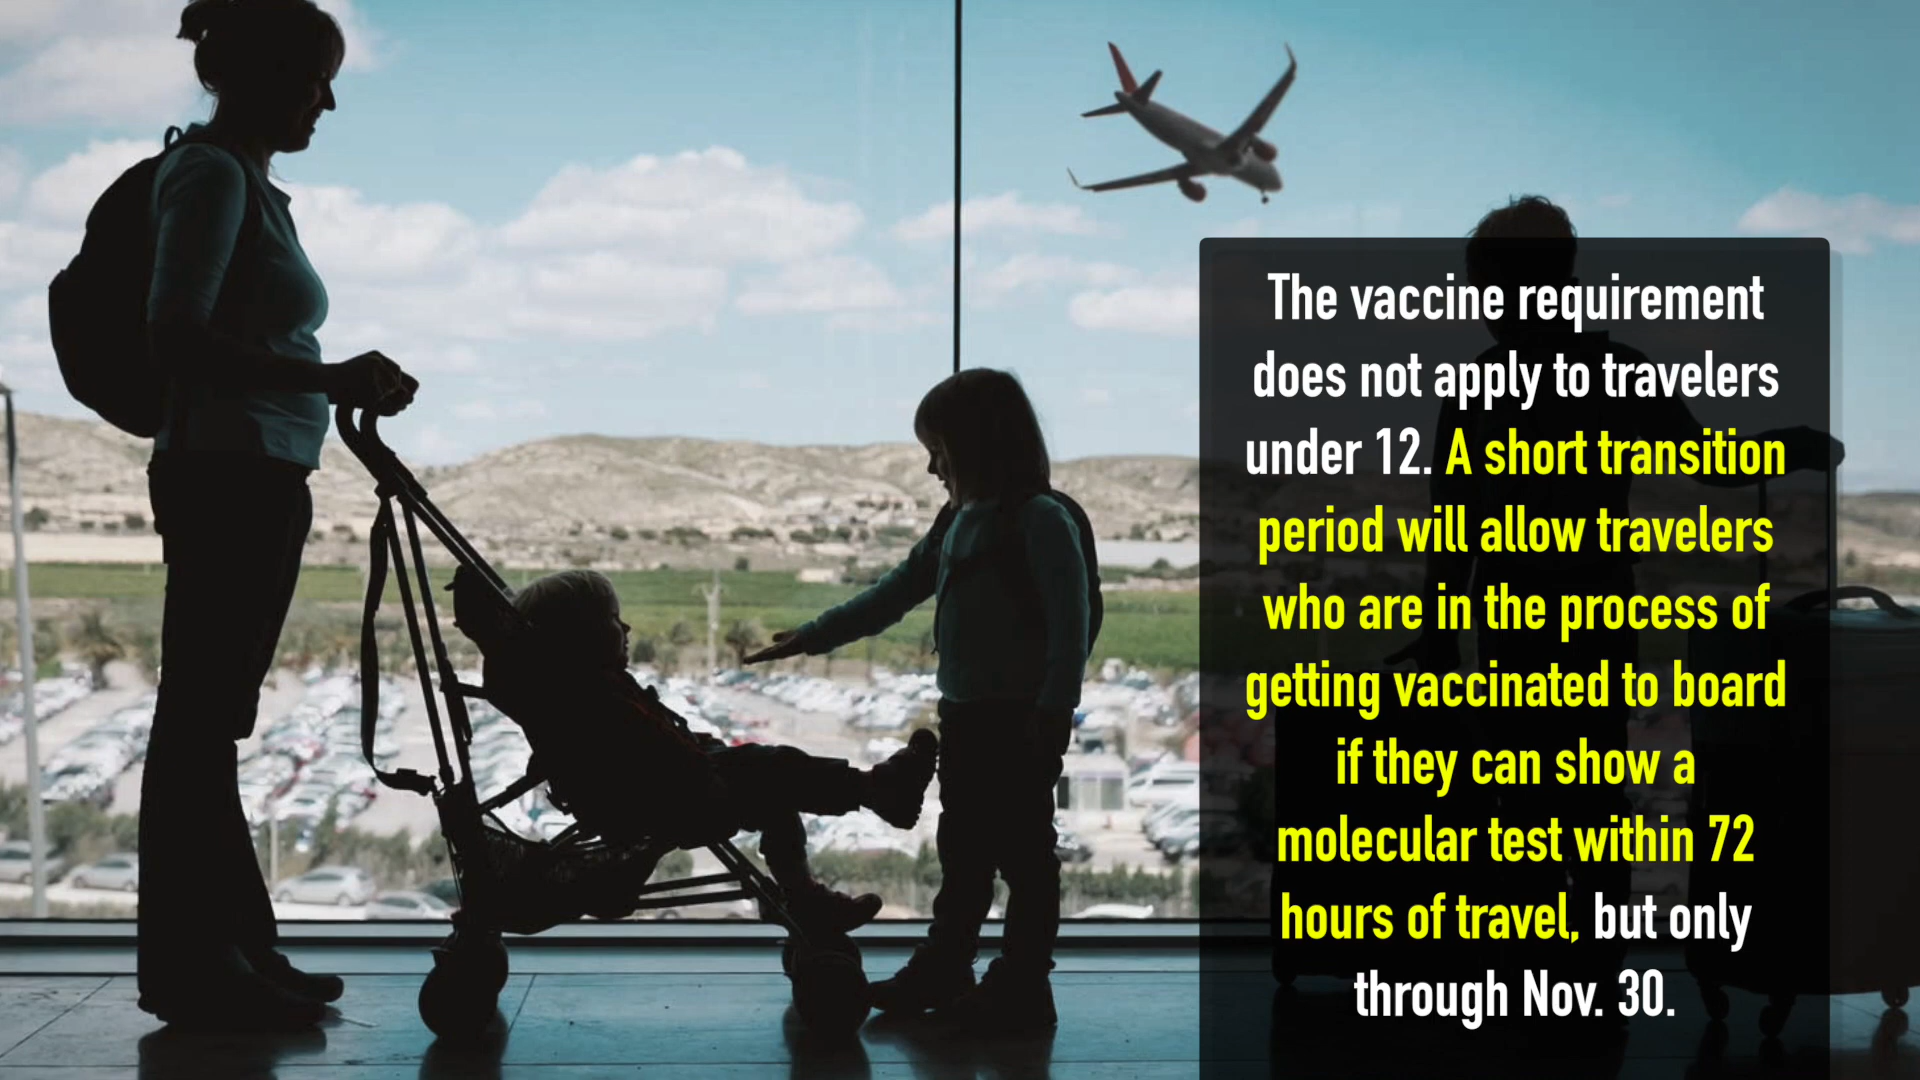 The vaccine requirement
does not apply to travelers
under 12. A short transition
period will allow travelers
who are in the process of
getting vaccinated to board
if they can show a
molecular test within 72
hours of travel, but only
through Nov. 30.